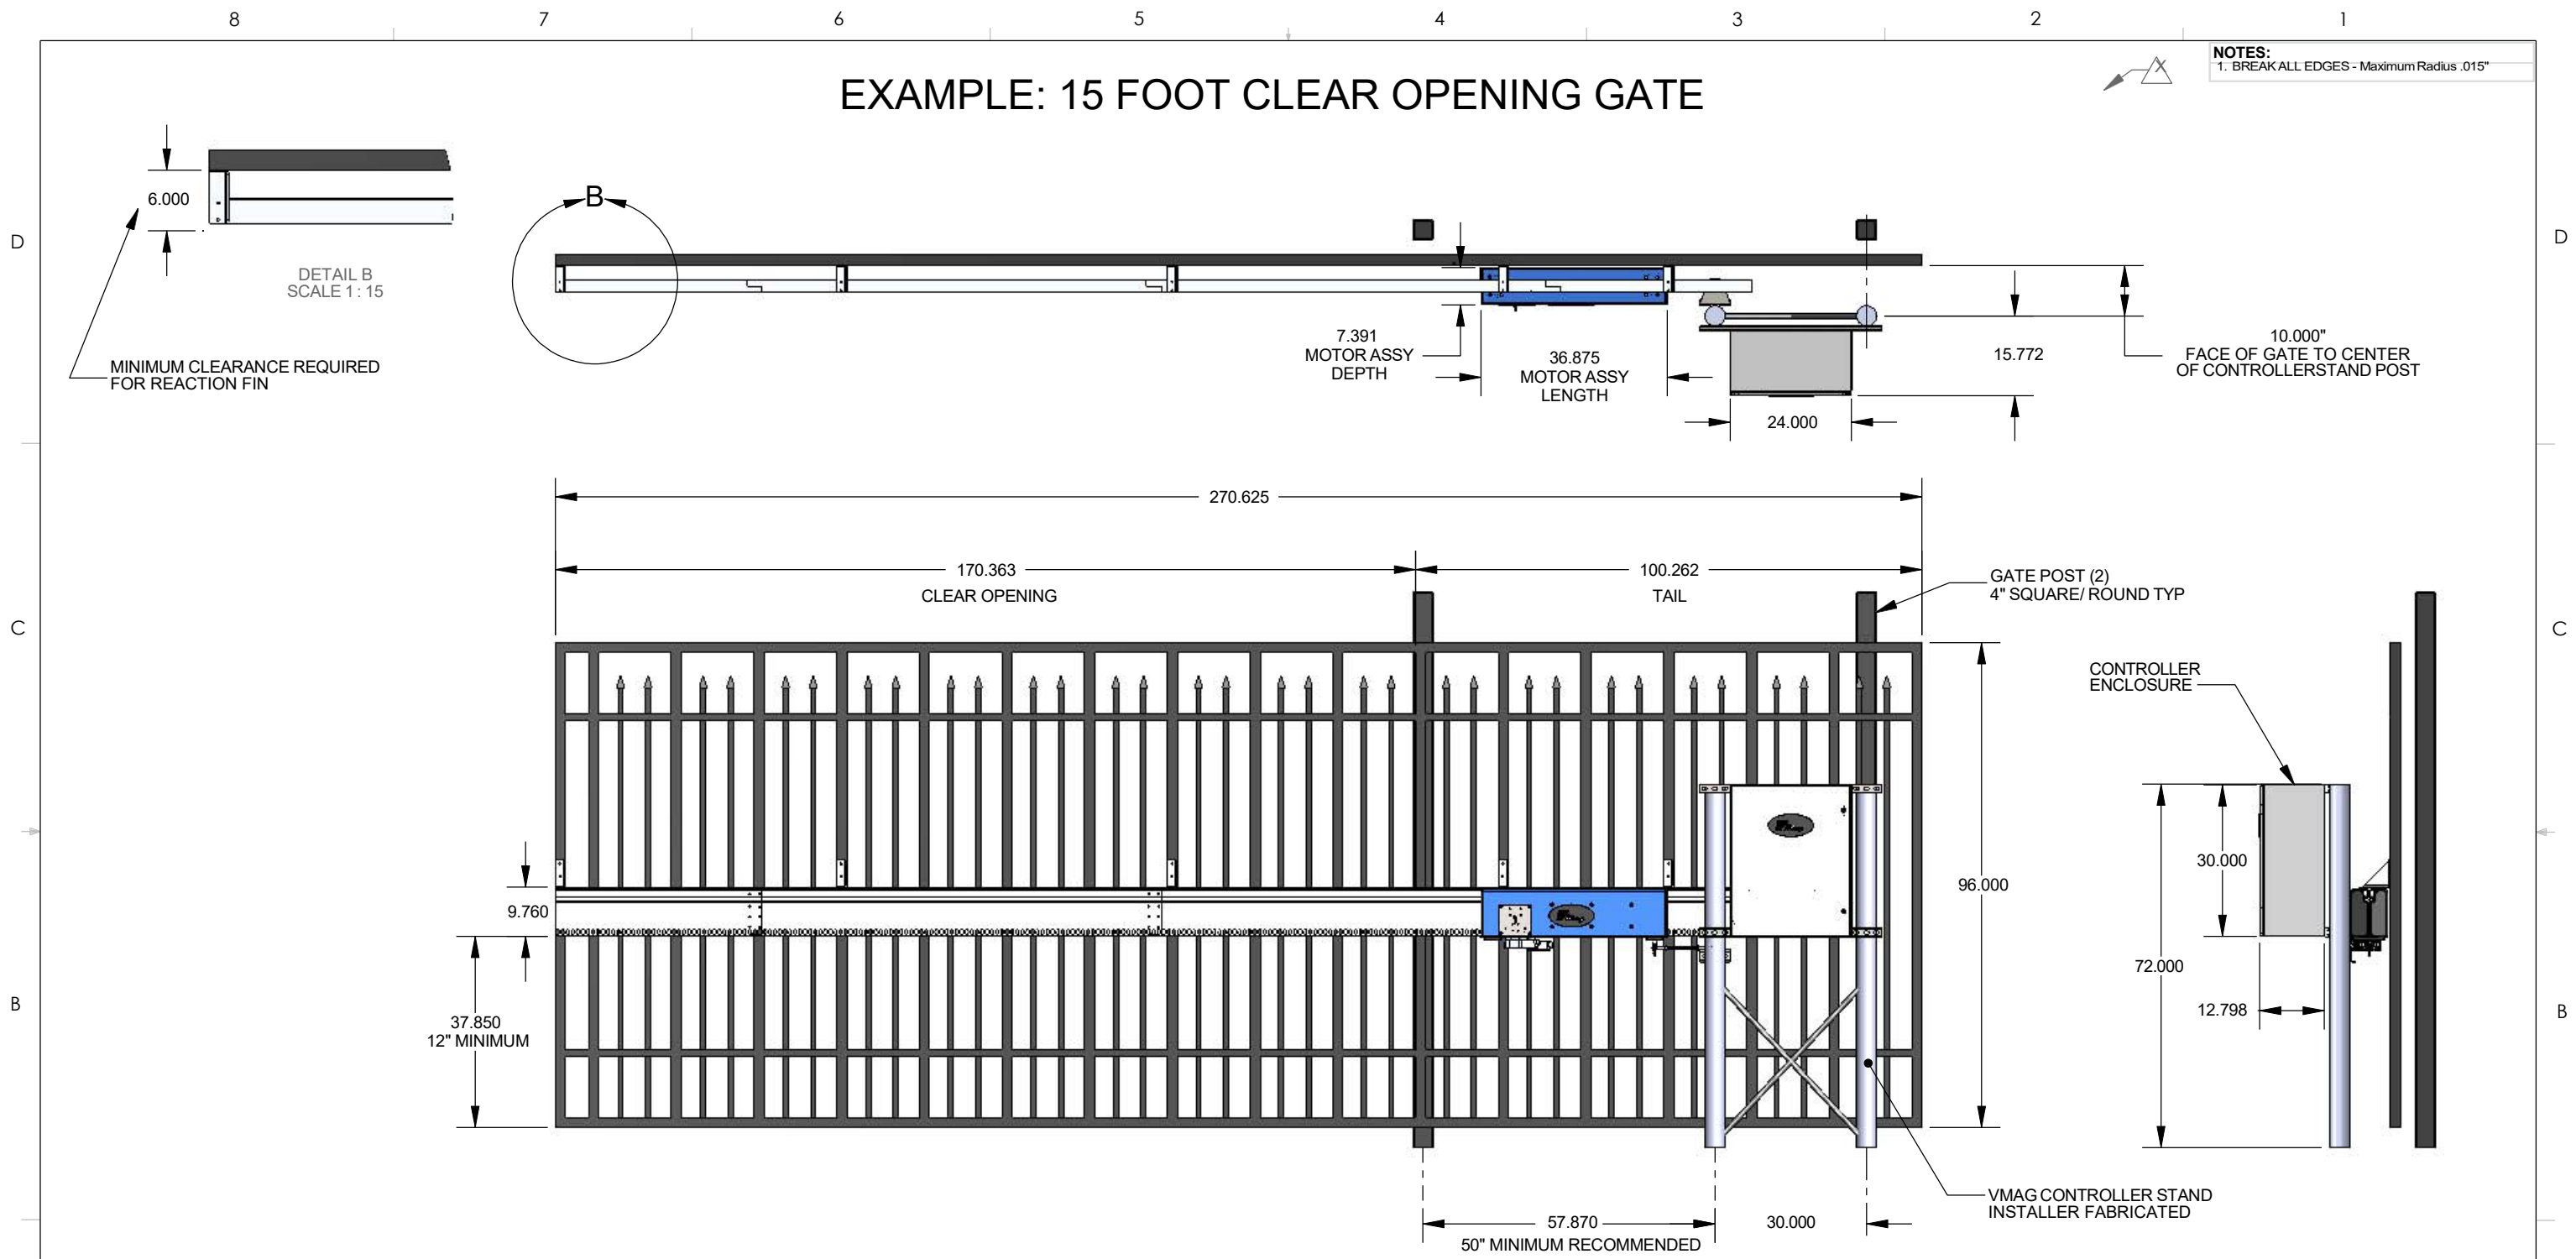 8 7 6 5 4 3 2 1
NOTES:
1. BREAK ALL EDGES - Maximum Radius .015"
X
EXAMPLE: 15 FOOT CLEAR OPENING GATE
6.000
DETAIL B
SCALE 1 : 15
MINIMUM CLEARANCE REQUIRED
FOR REACTION FIN
B
D
D
7.391
MOTOR ASSY
DEPTH
36.875
MOTOR ASSY
LENGTH
24.000
15.772
10.000"
FACE OF GATE TO CENTER
OF CONTROLLERSTAND POST
270.625
170.363
CLEAR OPENING
100.262
TAIL
GATE POST (2)
4" SQUARE/ ROUND TYP
C
C
CONTROLLER
ENCLOSURE
9.760
96.000
30.000
72.000
12.798
37.850
12" MINIMUM
B
B
VMAG CONTROLLER STAND
INSTALLER FABRICATED
57.870
50" MINIMUM RECOMMENDED
30.000